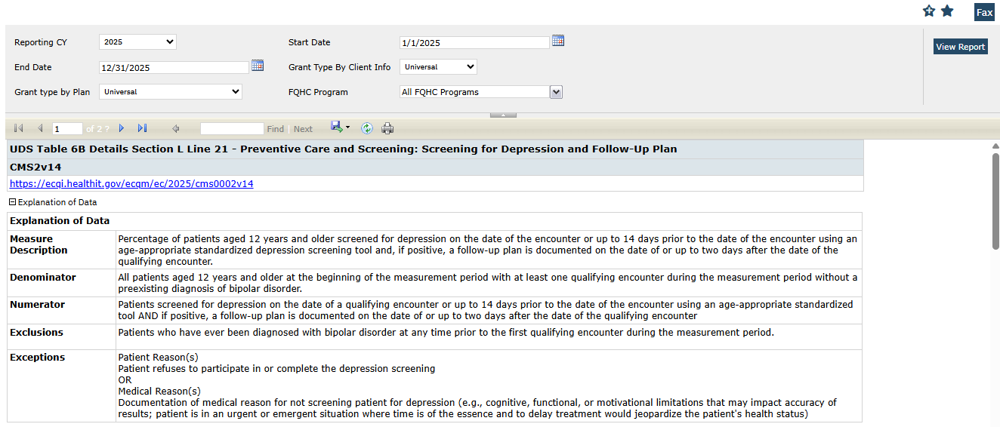 Fax
Reporting CY 2025 Start Date 1/1/2025 View Report
End Date 12/31/2025 Grant Type By Client Info Universal
Grant type by Plan Universal FQHC Program All FQHC Programs
1 of 2 ? Find | Next
UDS Table 6B Details Section L Line 21 - Preventive Care and Screening: Screening for Depression and Follow-Up Plan
CMS2v14
https://ecqi.healthit.gov/ecqm/ec/2025/cms0002v14
Explanation of Data
Explanation of Data
Measure Description
Percentage of patients aged 12 years and older screened for depression on the date of the encounter or up to 14 days prior to the date of the encounter using an
age-appropriate standardized depression screening tool and, if positive, a follow-up plan is documented on the date of or up to two days after the date of the
qualifying encounter.
Denominator
All patients aged 12 years and older at the beginning of the measurement period with at least one qualifying encounter during the measurement period without a
preexisting diagnosis of bipolar disorder.
Numerator
Patients screened for depression on the date of a qualifying encounter or up to 14 days prior to the date of the encounter using an age-appropriate standardized
tool AND if positive, a follow-up plan is documented on the date of or up to two days after the date of the qualifying encounter
Exclusions
Patients who have ever been diagnosed with bipolar disorder at any time prior to the first qualifying encounter during the measurement period.
Exceptions
Patient Reason(s)
Patient refuses to participate in or complete the depression screening
OR
Medical Reason(s)
Documentation of medical reason for not screening patient for depression (e.g., cognitive, functional, or motivational limitations that may impact accuracy of
results; patient is in an urgent or emergent situation where time is of the essence and to delay treatment would jeopardize the patient's health status)